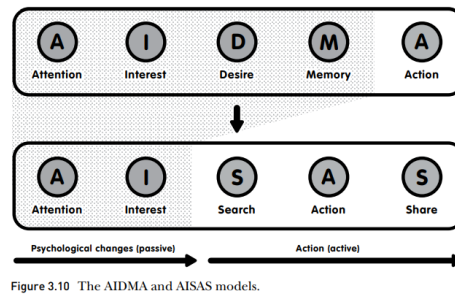 A I D M A
Attention Interest Desire Memory Action
A I S A S
Attention Interest Search Action Share
Psychological changes (passive) Action (active)
Figure 3.10 The AIDMA and AISAS models.